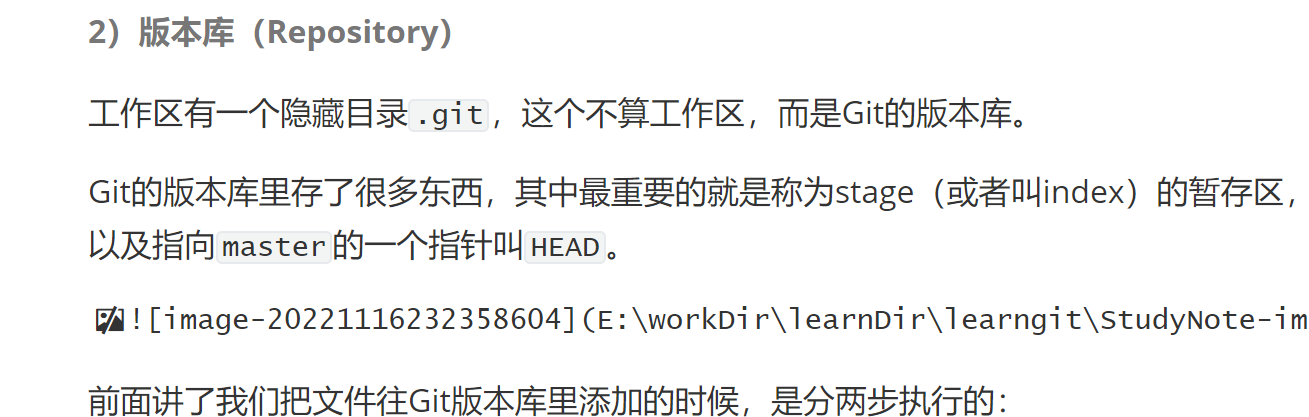 2）版本库（Repository）
工作区有一个隐藏目录.git，这个不算工作区，而是Git的版本库。
Git的版本库里存了很多东西，其中最重要的就是称为stage（或者叫index）的暂存区，
以及指向master的一个指针叫HEAD。
![image-20221116232358604](E:\workDir\learnDir\learngit\StudyNote-im
前面讲了我们把文件往Git版本库里添加的时候，是分两步执行的：